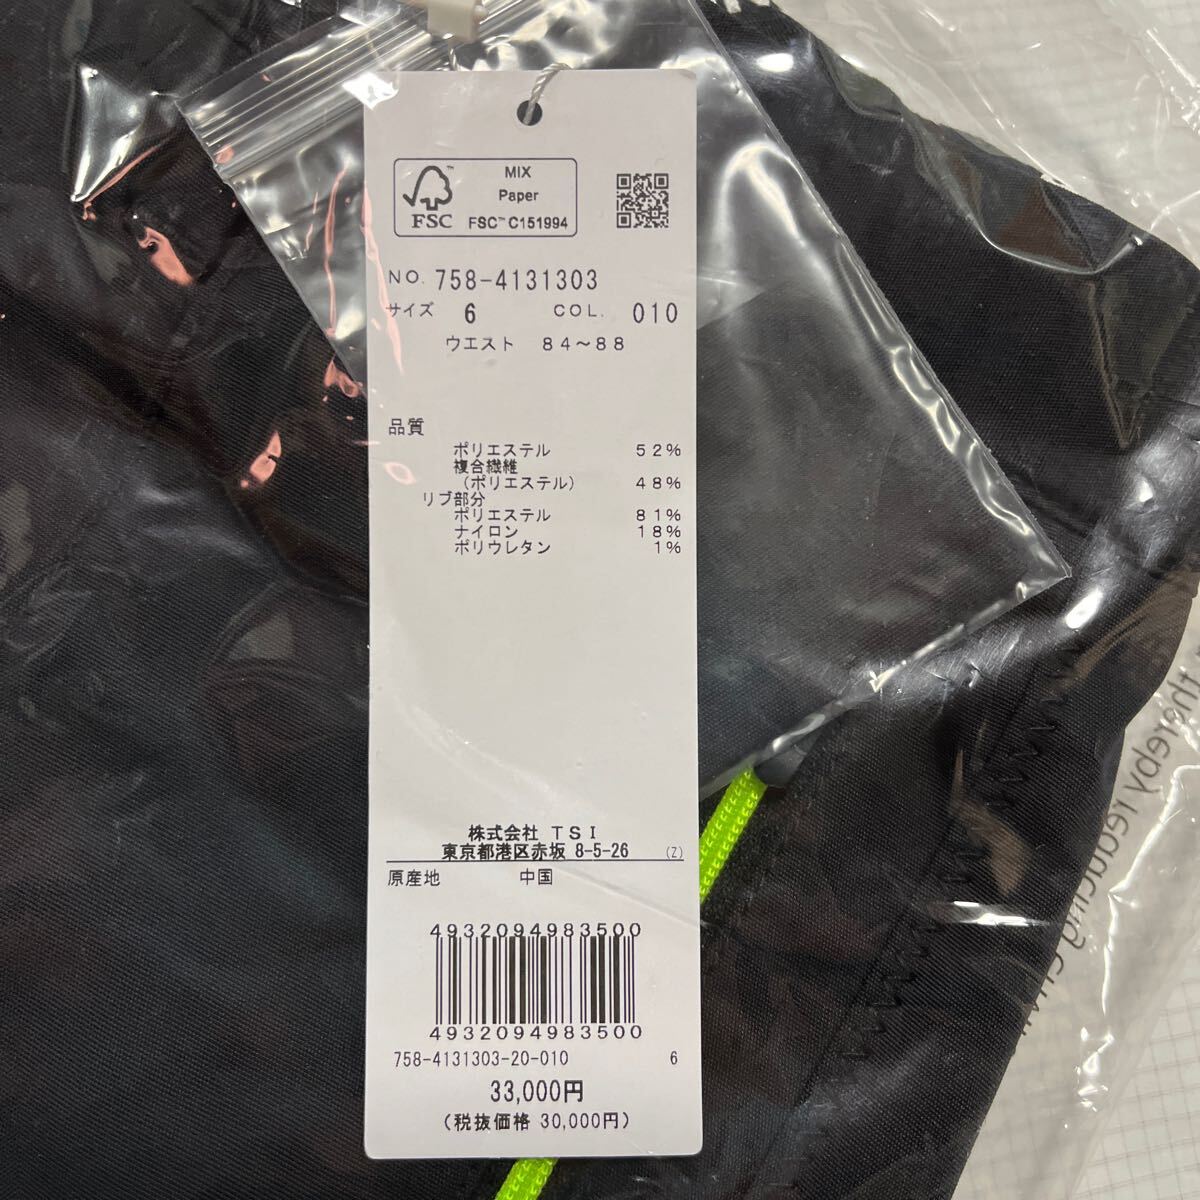 MIX
Paper
FSC™ C151994
FSC™
NO. 758-4131303
サイズ 6 COL. 010
ウエスト 84～88
品質
ポリエステル 52%
複合繊維
(ポリエステル) 48%
リブ部分
ポリエステル 81%
ナイロン 18%
ポリウレタン 1%
株式会社 TSI
東京都港区赤坂 8-5-26 (Z)
原産地 中国
4932094983500
4932094983500
758-4131303-20-010 6
33,000円
(税抜価格 30,000円)
thereby reducing